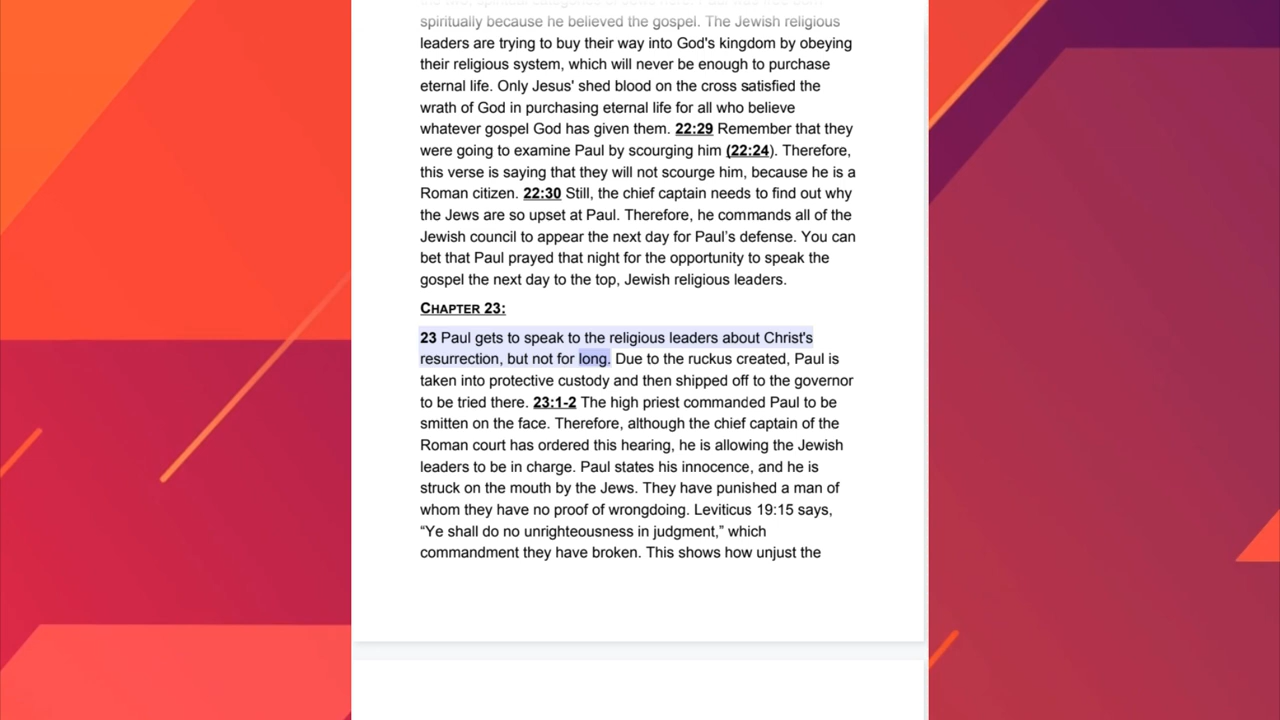 spiritually because he believed the gospel. The Jewish religious
leaders are trying to buy their way into God's kingdom by obeying
their religious system, which will never be enough to purchase
eternal life. Only Jesus' shed blood on the cross satisfied the
wrath of God in purchasing eternal life for all who believe
whatever gospel God has given them. 22:29 Remember that they
were going to examine Paul by scourging him (22:24). Therefore,
this verse is saying that they will not scourge him, because he is a
Roman citizen. 22:30 Still, the chief captain needs to find out why
the Jews are so upset at Paul. Therefore, he commands all of the
Jewish council to appear the next day for Paul’s defense. You can
bet that Paul prayed that night for the opportunity to speak the
gospel the next day to the top, Jewish religious leaders.
CHAPTER 23:
23 Paul gets to speak to the religious leaders about Christ's
resurrection, but not for long. Due to the ruckus created, Paul is
taken into protective custody and then shipped off to the governor
to be tried there. 23:1-2 The high priest commanded Paul to be
smitten on the face. Therefore, although the chief captain of the
Roman court has ordered this hearing, he is allowing the Jewish
leaders to be in charge. Paul states his innocence, and he is
struck on the mouth by the Jews. They have punished a man of
whom they have no proof of wrongdoing. Leviticus 19:15 says,
“Ye shall do no unrighteousness in judgment,” which
commandment they have broken. This shows how unjust the